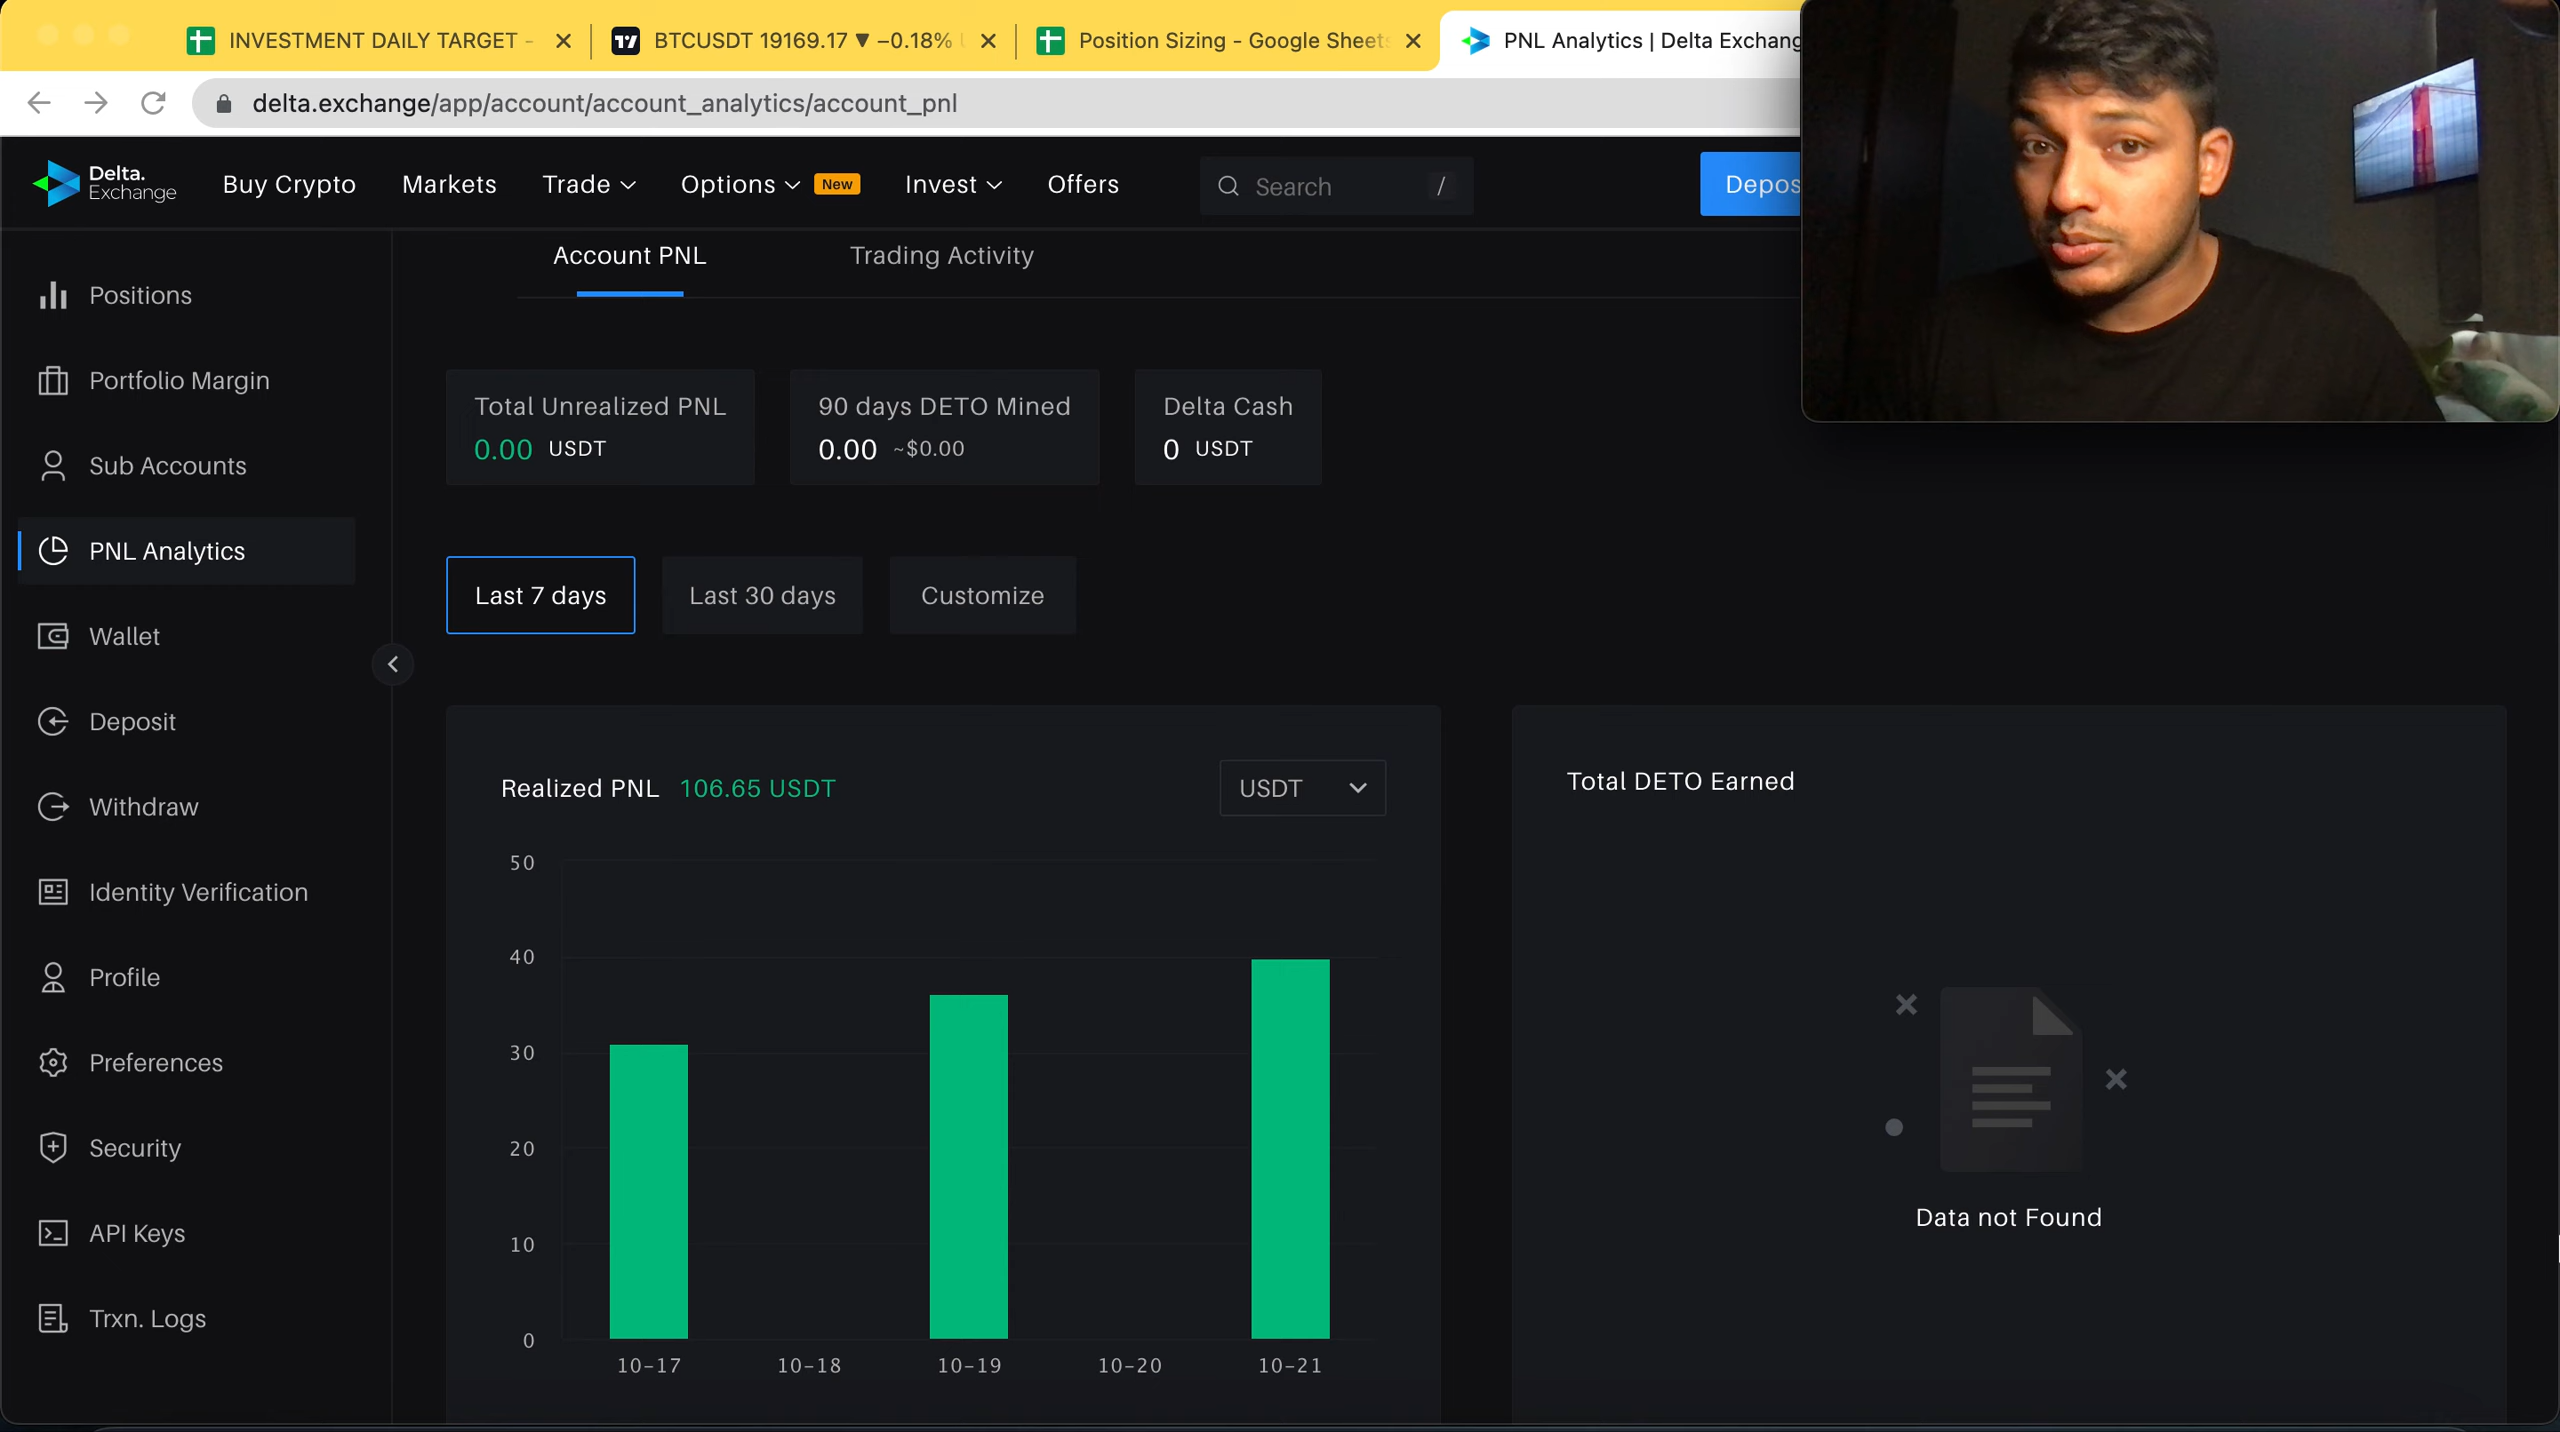 INVESTMENT DAILY TARGET -
BTCUSDT 19169.17 ▼ −0.18%
Position Sizing - Google Sheets
PNL Analytics | Delta Exchang
delta.exchange/app/account/account_analytics/account_pnl
Delta.
Exchange
Buy Crypto
Markets
Trade
Options
New
Invest
Offers
Search
/
Depos
Account PNL
Trading Activity
Positions
Portfolio Margin
Sub Accounts
PNL Analytics
Wallet
Deposit
Withdraw
Identity Verification
Profile
Preferences
Security
API Keys
Trxn. Logs
Total Unrealized PNL
0.00 USDT
90 days DETO Mined
0.00 ~$0.00
Delta Cash
0 USDT
Last 7 days
Last 30 days
Customize
Realized PNL 106.65 USDT
USDT
50
40
30
20
10
0
10-17
10-18
10-19
10-20
10-21
Total DETO Earned
Data not Found